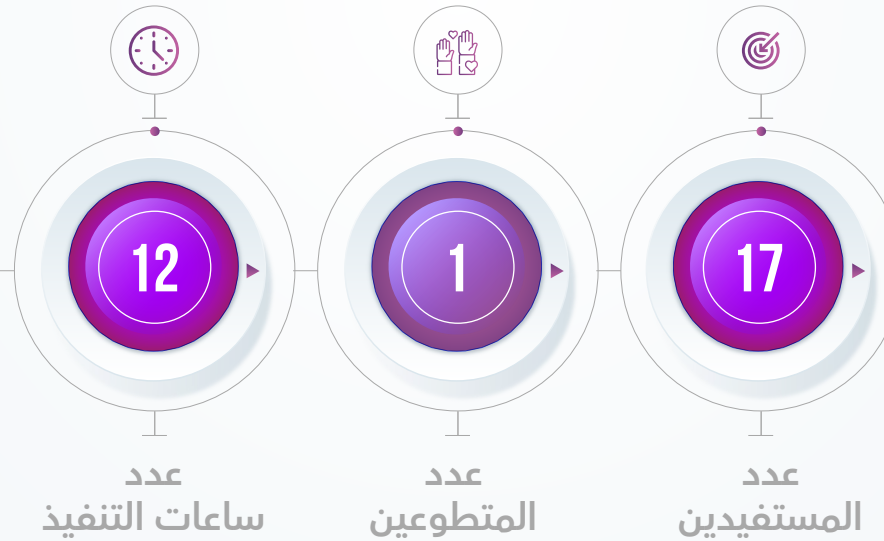 17
عدد
المستفيدين
1
عدد
المتطوعين
12
عدد
ساعات التنفيذ